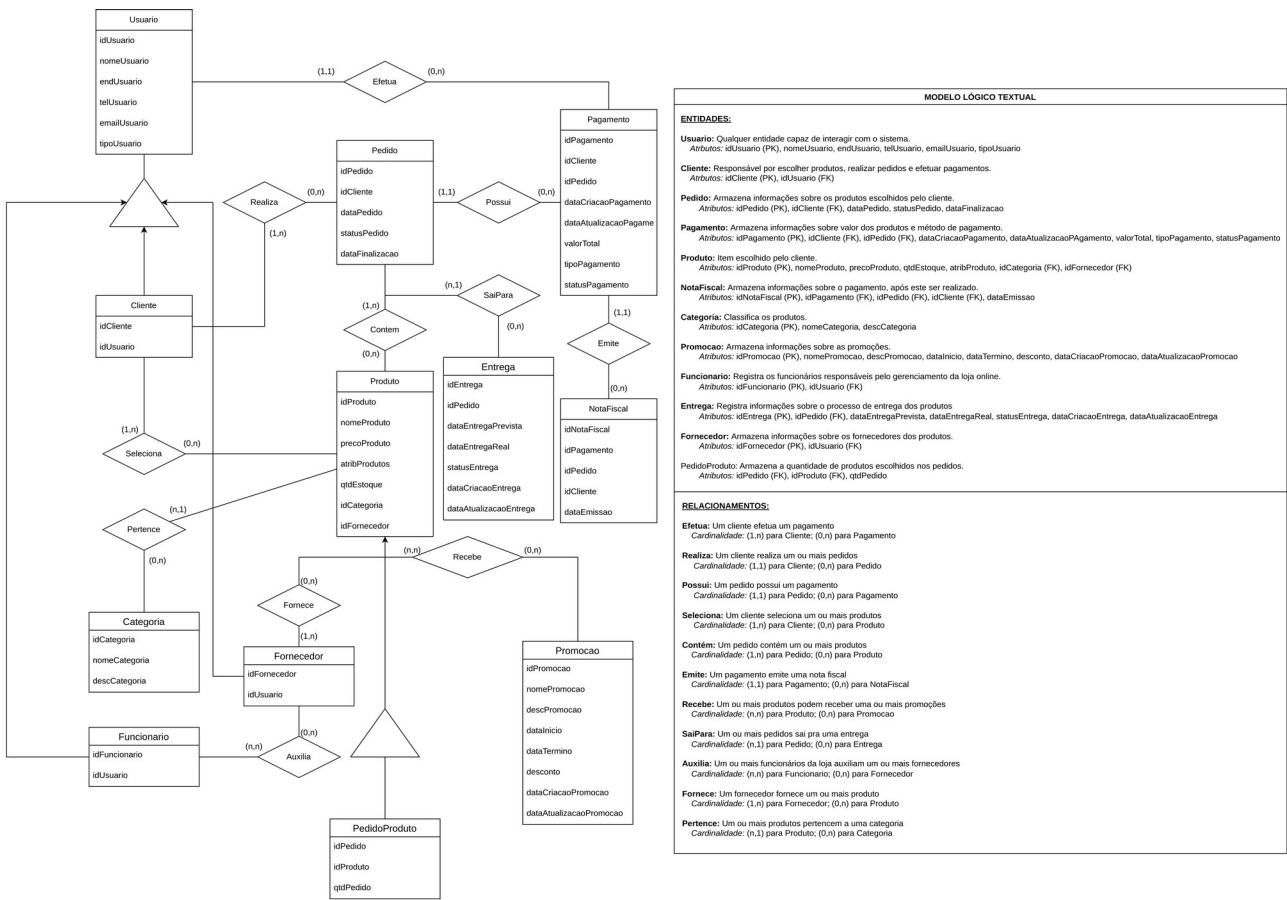 Usuario
idUsuario
nomeUsuario
endUsuario
telUsuario
emailUsuario
tipoUsuario
(1,1)
Efetua
(0,n)
Pagamento
idPagamento
idCliente
idPedido
dataCriacaoPagamento
dataAtualizacaoPagame
valorTotal
tipoPagamento
statusPagamento
Pedido
idPedido
idCliente
dataPedido
statusPedido
dataFinalizacao
Realiza
(0,n)
(1,n)
(1,1)
Possui
(0,n)
Cliente
idCliente
idUsuario
(n,1)
SaiPara
(0,n)
(1,n)
Contem
(0,n)
(1,1)
Emite
(0,n)
Produto
idProduto
nomeProduto
precoProduto
atribProdutos
qtdEstoque
idCategoria
idFornecedor
Entrega
idEntrega
idPedido
dataEntregaPrevista
dataEntregaReal
statusEntrega
dataCriacaoEntrega
dataAtualizacaoEntrega
NotaFiscal
idNotaFiscal
idPagamento
idPedido
idCliente
dataEmissao
(1,n)
(0,n)
Seleciona
(n,1)
Pertence
(0,n)
(n,n)
Recebe
(0,n)
(0,n)
Fornece
(1,n)
Categoria
idCategoria
nomeCategoria
descCategoria
Fornecedor
idFornecedor
idUsuario
Promocao
idPromocao
nomePromocao
descPromocao
dataInicio
dataTermino
desconto
dataCriacaoPromocao
dataAtualizacaoPromocao
Funcionario
idFuncionario
idUsuario
(n,n)
(0,n)
Auxilia
PedidoProduto
idPedido
idProduto
qtdPedido
MODELO LÓGICO TEXTUAL
ENTIDADES:
Usuario: Qualquer entidade capaz de interagir com o sistema.
Atrbutos: idUsuario (PK), nomeUsuario, endUsuario, telUsuario, emailUsuario, tipoUsuario
Cliente: Responsável por escolher produtos, realizar pedidos e efetuar pagamentos.
Atrbutos: idCliente (PK), idUsuario (FK)
Pedido: Armazena informações sobre os produtos escolhidos pelo cliente.
Atributos: idPedido (PK), idCliente (FK), dataPedido, statusPedido, dataFinalizacao
Pagamento: Armazena informações sobre valor dos produtos e método de pagamento.
Atributos: idPagamento (PK), idCliente (FK), idPedido (FK), dataCriacaoPagamento, dataAtualizacaoPAgamento, valorTotal, tipoPagamento, statusPagamento
Produto: Item escolhido pelo cliente.
Atributos: idProduto (PK), nomeProduto, precoProduto, qtdEstoque, atribProduto, idCategoria (FK), idFornecedor (FK)
NotaFiscal: Armazena informações sobre o pagamento, após este ser realizado.
Atributos: idNotaFiscal (PK), idPagamento (FK), idPedido (FK), idCliente (FK), dataEmissao
Categoria: Classifica os produtos.
Atributos: idCategoria (PK), nomeCategoria, descCategoria
Promocao: Armazena informações sobre as promoções.
Atributos: idPromocao (PK), nomePromocao, descPromocao, dataInicio, dataTermino, desconto, dataCriacaoPromocao, dataAtualizacaoPromocao
Funcionario: Registra os funcionários responsáveis pelo gerenciamento da loja online.
Atributos: idFuncionario (PK), idUsuario (FK)
Entrega: Registra informações sobre o processo de entrega dos produtos
Atributos: idEntrega (PK), idPedido (FK), dataEntregaPrevista, dataEntregaReal, statusEntrega, dataCriacaoEntrega, dataAtualizacaoEntrega
Fornecedor: Armazena informações sobre os fornecedores dos produtos.
Atributos: idFornecedor (PK), idUsuario (FK)
PedidoProduto: Armazena a quantidade de produtos escolhidos nos pedidos.
Atributos: idPedido (FK), idProduto (FK), qtdPedido
RELACIONAMENTOS:
Efetua: Um cliente efetua um pagamento
Cardinalidade: (1,n) para Cliente; (0,n) para Pagamento
Realiza: Um cliente realiza um ou mais pedidos
Cardinalidade: (1,1) para Cliente; (0,n) para Pedido
Possui: Um pedido possui um pagamento
Cardinalidade: (1,1) para Pedido; (0,n) para Pagamento
Seleciona: Um cliente seleciona um ou mais produtos
Cardinalidade: (1,n) para Cliente; (0,n) para Produto
Contém: Um pedido contém um ou mais produtos
Cardinalidade: (1,n) para Pedido; (0,n) para Produto
Emite: Um pagamento emite uma nota fiscal
Cardinalidade: (1,1) para Pagamento; (0,n) para NotaFiscal
Recebe: Um ou mais produtos podem receber uma ou mais promoções
Cardinalidade: (n,n) para Produto; (0,n) para Promocao
SaiPara: Um ou mais pedidos sai pra uma entrega
Cardinalidade: (n,1) para Pedido; (0,n) para Entrega
Auxilia: Um ou mais funcionários da loja auxiliam um ou mais fornecedores
Cardinalidade: (n,n) para Funcionario; (0,n) para Fornecedor
Fornece: Um fornecedor fornece um ou mais produto
Cardinalidade: (1,n) para Fornecedor; (0,n) para Produto
Pertence: Um ou mais produtos pertencem a uma categoria
Cardinalidade: (n,1) para Produto; (0,n) para Categoria